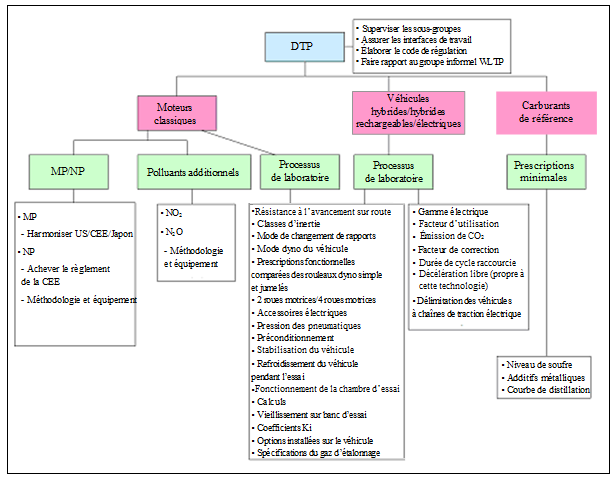 DTP
• Superviser les sous-groupes
• Assurer les interfaces de travail
• Élaborer le code de régulation
• Faire rapport au groupe informel WLTP
Moteurs
classiques
Véhicules
hybrides/hybrides
rechargeables/électriques
Carburants
de référence
MP/NP
Polluants additionnels
Processus
de laboratoire
Processus
de laboratoire
Prescriptions
minimales
• MP
- Harmoniser US/CEE/Japon
• NP
- Achever le règlement
de la CEE
- Méthodologie et équipement
• NO₂
• N₂O
- Méthodologie
et équipement
• Résistance à l'avancement sur route
• Classes d'inertie
• Mode de changement de rapports
• Mode dyno du véhicule
• Prescriptions fonctionnelles
comparées des rouleaux dyno simple
et jumelés
• 2 roues motrices/4 roues motrices
• Accessoires électriques
• Pression des pneumatiques
• Préconditionnement
• Stabilisation du véhicule
• Refroidissement du véhicule
pendant l'essai
• Fonctionnement de la chambre d'essai
• Calculs
• Vieillissement sur banc d'essai
• Coefficients Ki
• Options installées sur le véhicule
• Spécifications du gaz d'étalonnage
• Gamme électrique
• Facteur d'utilisation
• Émission de CO₂
• Facteur de correction
• Durée de cycle raccourcie
• Décélération libre (propre à
cette technologie)
• Délimitation des véhicules
à chaînes de traction électrique
• Niveau de soufre
• Additifs métalliques
• Courbe de distillation